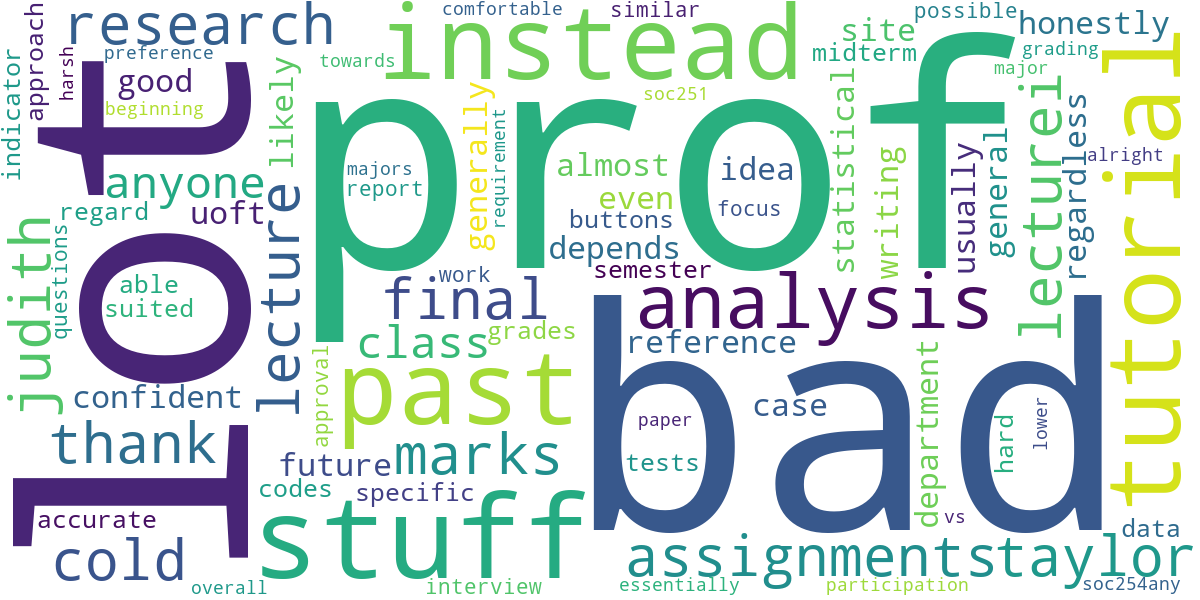 comfortable
similar
possible
research
instead
site
honestly
approach
preference
towards
midterm
grading
harsh
good
major
indicator
beginning
lot
prof
soc251
likely
generally
requirement
statistical
lecturei
tutorial
majors
report
almost
idea
even
focus
buttons
writing
usually
general
regardless
alright
anyone
regard
uoft
lecture
depends
judith
questions
able
suited
work
semester
final
analysis
class
grades
reference
confident
approval
past
bad
case
department
hard
lower
paper
thank
future
marks
tests
codes
specific
stuff
accurate
vs
data
cold
assignments
taylor
overall
interview
essentially
participation
soc254any